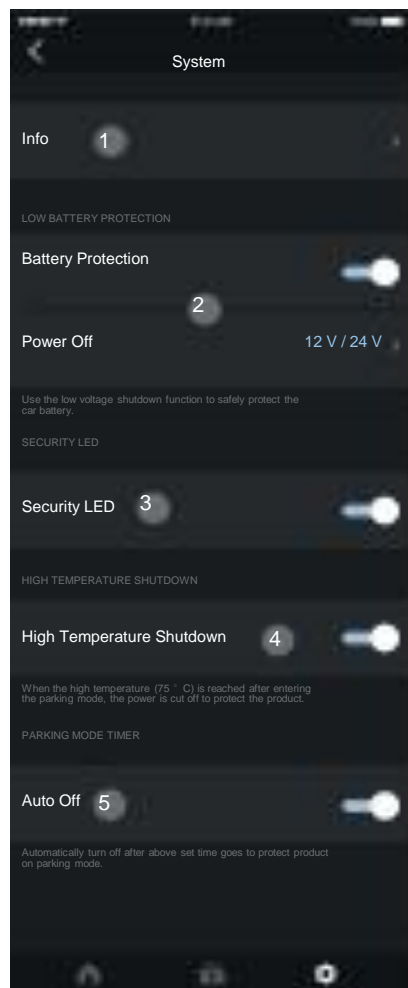 System
Info 1
LOW BATTERY PROTECTION
Battery Protection
2
Power Off 12 V / 24 V
Use the low voltage shutdown function to safely protect the
car battery.
SECURITY LED
Security LED 3
HIGH TEMPERATURE SHUTDOWN
High Temperature Shutdown 4
When the high temperature (75 ° C) is reached after entering
the parking mode, the power is cut off to protect the product.
PARKING MODE TIMER
Auto Off 5
Automatically turn off after above set time goes to protect product
on parking mode.